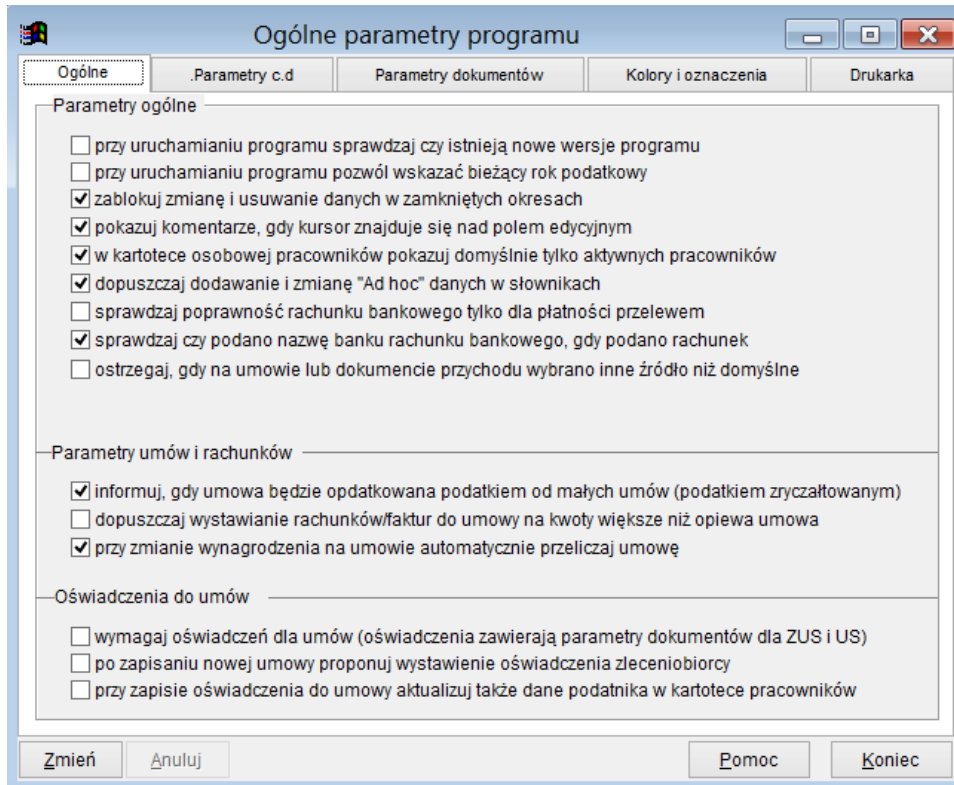 Ogólne parametry programu
Ogólne
.Parametry c.d
Parametry dokumentów
Kolory i oznaczenia
Drukarka
Parametry ogólne
przy uruchamianiu programu sprawdzaj czy istnieją nowe wersje programu
przy uruchamianiu programu pozwól wskazać bieżący rok podatkowy
zablokuj zmianę i usuwanie danych w zamkniętych okresach
pokazuj komentarze, gdy kursor znajduje się nad polem edycyjnym
w kartotece osobowej pracowników pokazuj domyślnie tylko aktywnych pracowników
dopuszczaj dodawanie i zmianę "Ad hoc" danych w słownikach
sprawdzaj poprawność rachunku bankowego tylko dla płatności przelewem
sprawdzaj czy podano nazwę banku rachunku bankowego, gdy podano rachunek
ostrzegaj, gdy na umowie lub dokumencie przychodu wybrano inne źródło niż domyślne
Parametry umów i rachunków
informuj, gdy umowa będzie opdatkowana podatkiem od małych umów (podatkiem zryczałtowanym)
dopuszczaj wystawianie rachunków/faktur do umowy na kwoty większe niż opiewa umowa
przy zmianie wynagrodzenia na umowie automatycznie przeliczaj umowę
Oświadczenia do umów
wymagaj oświadczeń dla umów (oświadczenia zawierają parametry dokumentów dla ZUS i US)
po zapisaniu nowej umowy proponuj wystawienie oświadczenia zleceniobiorcy
przy zapisie oświadczenia do umowy aktualizuj także dane podatnika w kartotece pracowników
Zmień
Anuluj
Pomoc
Koniec